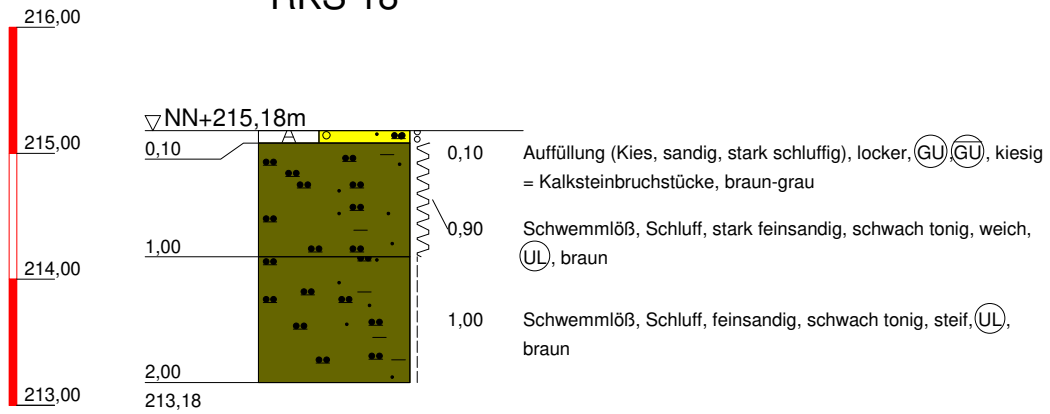 RKS 18
216,00
NN+215,18m
215,00
0,10
A
0,10 Auffüllung (Kies, sandig, stark schluffig), locker, GU, G̅U̅, kiesig
= Kalksteinbruchstücke, braun-grau
0,90 Schwemmlöß, Schluff, stark feinsandig, schwach tonig, weich,
UL, braun
1,00
214,00
1,00 Schwemmlöß, Schluff, feinsandig, schwach tonig, steif, UL,
braun
2,00
213,00
213,18